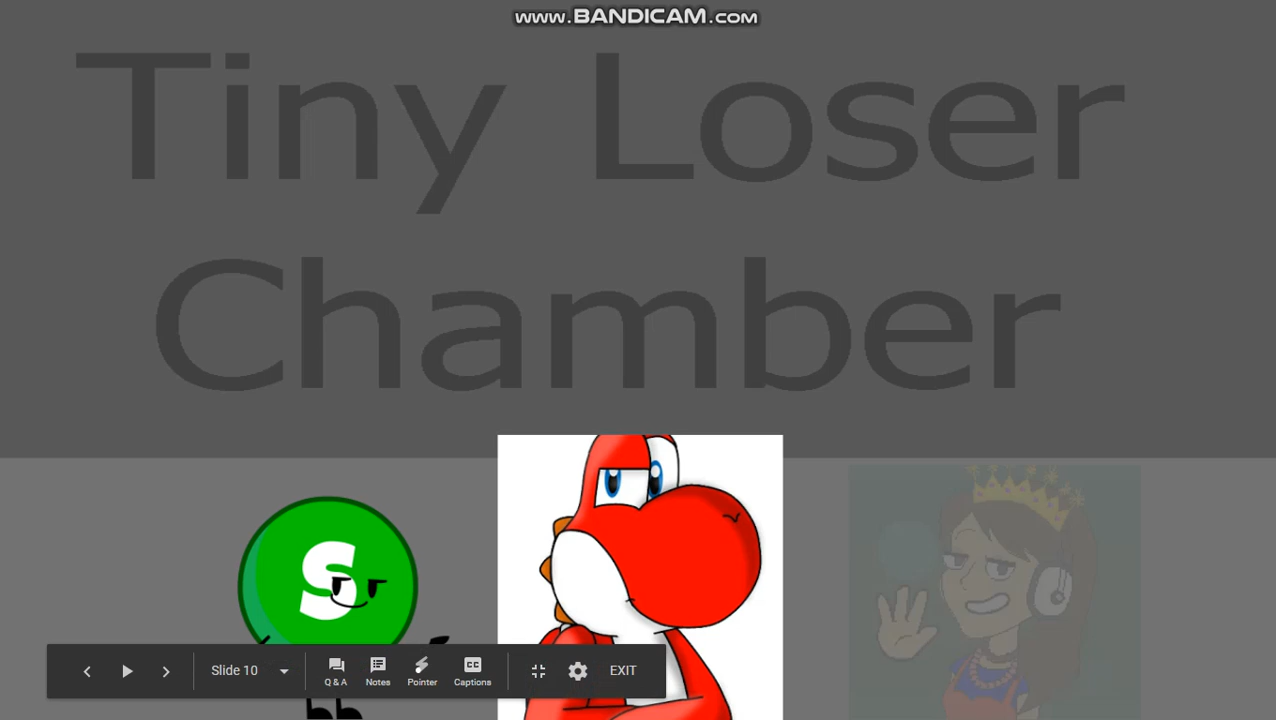 www.BANDICAM.com
Tiny Loser
Chamber
S
Slide 10
Q & A
Notes
Pointer
CC
Captions
EXIT